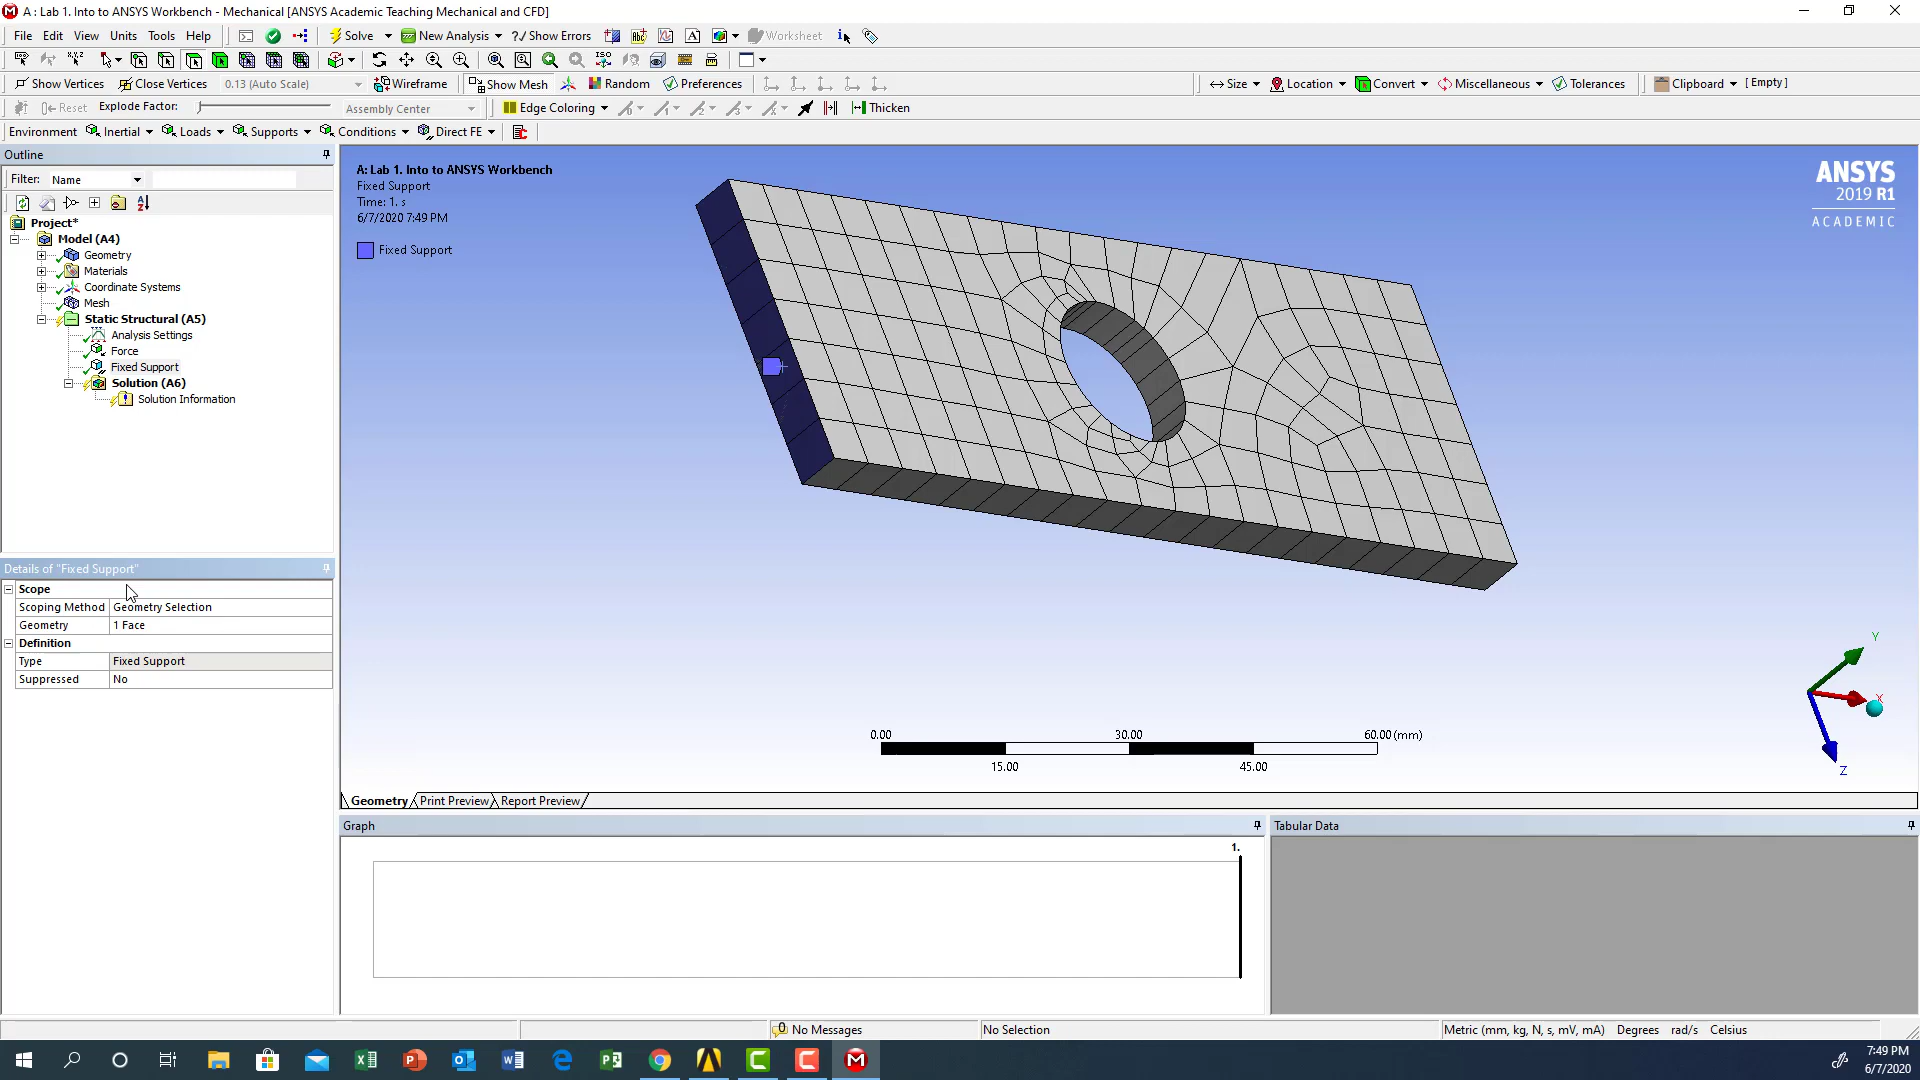 A : Lab 1. Into to ANSYS Workbench - Mechanical [ANSYS Academic Teaching Mechanical and CFD]
File Edit View Units Tools Help Solve New Analysis ?/Show Errors Worksheet
Show Vertices Close Vertices 0.13 (Auto Scale) Wireframe Show Mesh Random Preferences Size Location Convert Miscellaneous Tolerances Clipboard [ Empty ]
Reset Explode Factor: Assembly Center Edge Coloring Thicken
Environment Inertial Loads Supports Conditions Direct FE
Outline
Filter: Name
Project*
Model (A4)
Geometry
Materials
Coordinate Systems
Mesh
Static Structural (A5)
Analysis Settings
Force
Fixed Support
Solution (A6)
Solution Information
Details of "Fixed Support"
Scope
Scoping Method Geometry Selection
Geometry 1 Face
Definition
Type Fixed Support
Suppressed No
A: Lab 1. Into to ANSYS Workbench
Fixed Support
Time: 1. s
6/7/2020 7:49 PM
Fixed Support
ANSYS
2019 R1
ACADEMIC
Y
X
Z
0.00 30.00 60.00 (mm)
15.00 45.00
Geometry Print Preview Report Preview
Graph
1.
Tabular Data
0 No Messages No Selection Metric (mm, kg, N, s, mV, mA) Degrees rad/s Celsius
7:49 PM
6/7/2020